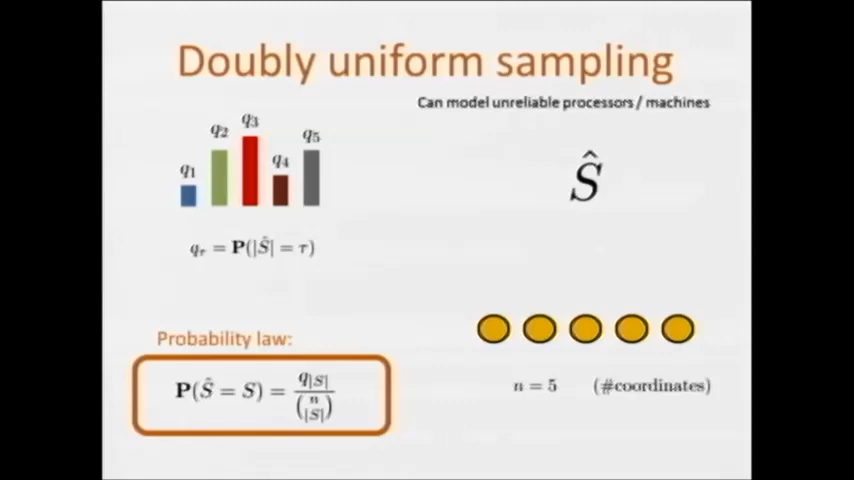 Doubly uniform sampling
Can model unreliable processors / machines
q₁ q₂ q₃ q₄ q₅
Ŝ
q_τ = P(|Ŝ| = τ)
Probability law:
P(Ŝ = S) = q_{|S|} / \binom{n}{|S|}
n = 5 (#coordinates)